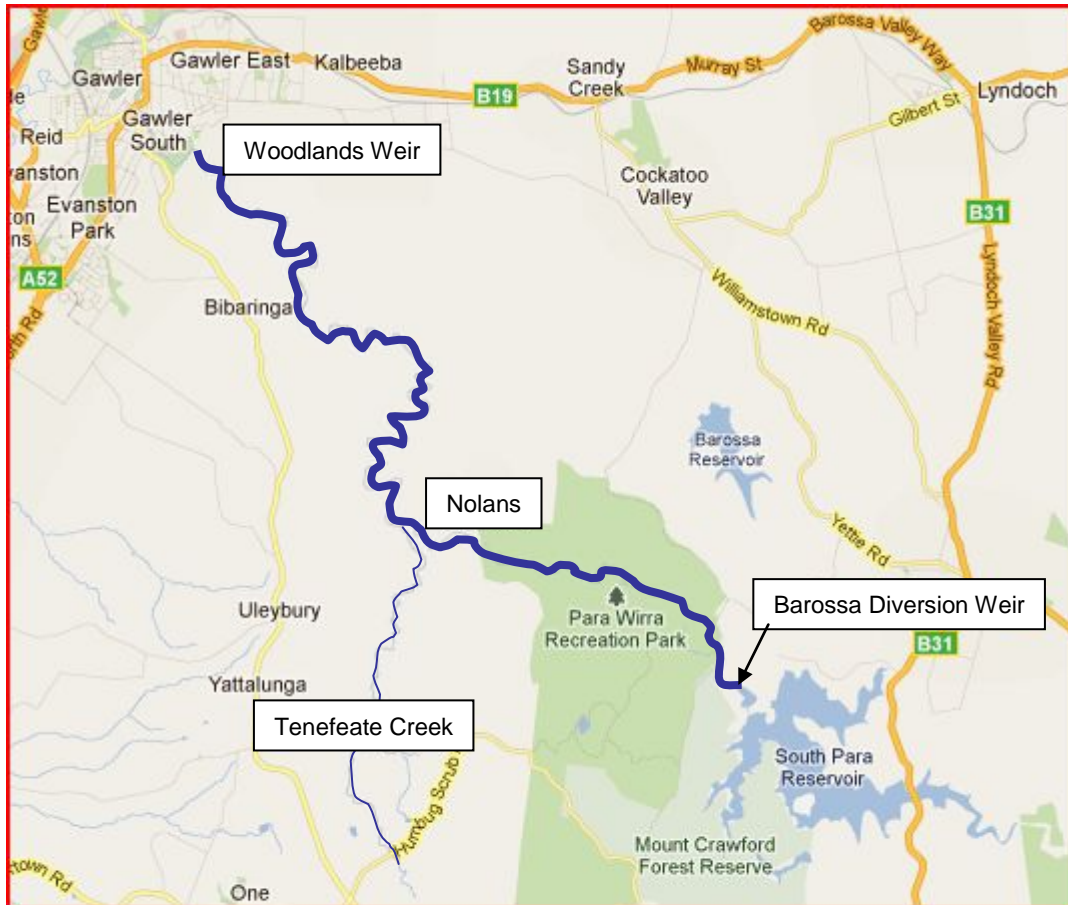 Gawler East
Kalbeeba
Gawler
Gawler
South
Reid
Woodlands Weir
Evanston
Park
A52
Bibaringa
B19
Sandy
Creek
Murray St
Barossa Valley Way
Lyndoch
Gilbert St
Cockatoo
Valley
B31
Lyndoch Valley Rd
Williamstown Rd
Barossa
Reservoir
Nolans
Yettie Rd
Uleybury
Para Wirra
Recreation Park
Barossa Diversion Weir
B31
Yattalunga
Tenefeate Creek
Humbug Scrub
South Para
Reservoir
Mount Crawford
Forest Reserve
One